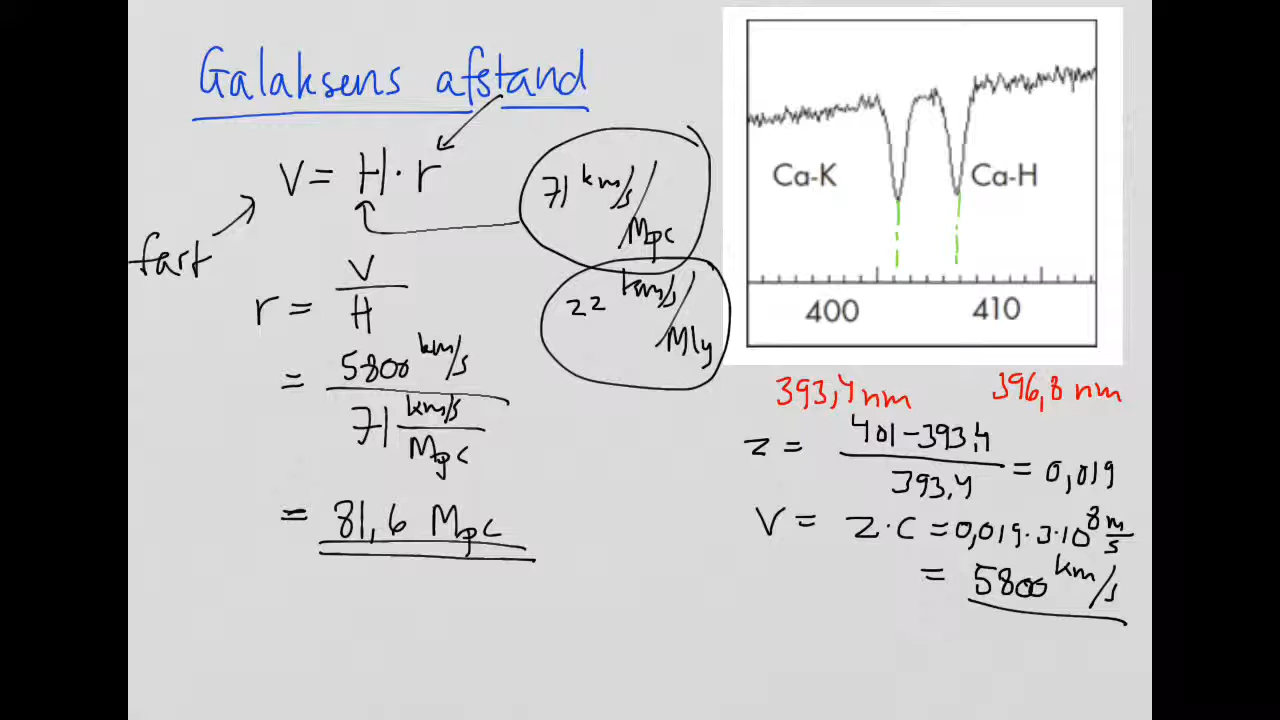 Galaksens afstand
v = H · r
71 km/s/Mpc
fart
22 km/s/Mly
r = v/H
= 5800 km/s / 71 km/s/Mpc
= 81,6 Mpc
Ca-K
Ca-H
400
410
393,4 nm
396,8 nm
z = 401-393,4 / 393,4 = 0,019
v = z·c = 0,019·3·10^8 m/s
= 5800 km/s